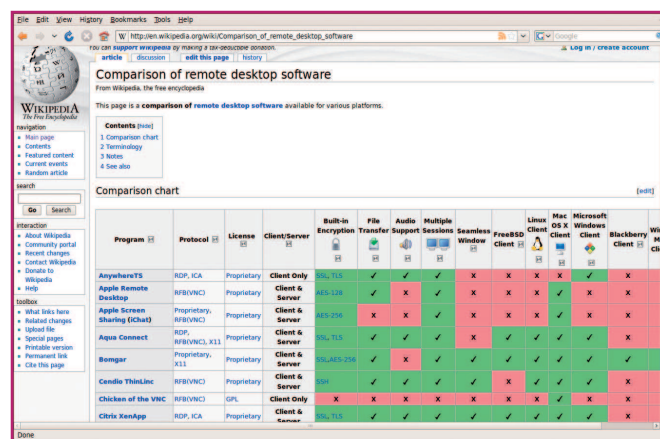 File Edit View History Bookmarks Tools Help
W http://en.wikipedia.org/wiki/Comparison_of_remote_desktop_software
Google
You can support Wikipedia by making a tax-deductible donation.
Log in / create account
article discussion edit this page history
Comparison of remote desktop software
From Wikipedia, the free encyclopedia
This page is a comparison of remote desktop software available for various platforms.
Contents [hide]
1 Comparison chart
2 Terminology
3 Notes
4 See also
WIKIPEDIA
The Free Encyclopedia
navigation
Main page
Contents
Featured content
Current events
Random article
search
Go Search
interaction
About Wikipedia
Community portal
Recent changes
Contact Wikipedia
Donate to
Wikipedia
Help
toolbox
What links here
Related changes
Upload file
Special pages
Printable version
Permanent link
Cite this page
Comparison chart [edit]
Program Protocol License Client/Server Built-in Encryption File Transfer Audio Support Multiple Sessions Seamless Window FreeBSD Client Linux Client Mac OS X Client Microsoft Windows Client Blackberry Client
AnywhereTS RDP, ICA Proprietary Client Only SSL, TLS ✓ ✓ ✓ x x x x ✓ x
Apple Remote Desktop RFB(VNC) Proprietary Client & Server AES-128 ✓ x ✓ x x x ✓ x x
Apple Screen Sharing (iChat) Proprietary, RFB(VNC) Proprietary Client & Server AES-256 x x ✓ x x x ✓ x x
Aqua Connect RDP, RFB(VNC), X11 Proprietary Client & Server SSL, TLS ✓ ✓ ✓ x ✓ ✓ ✓ ✓ x
Bomgar Proprietary, X11 Proprietary Client & Server SSL,AES-256 ✓ x ✓ ✓ ✓ ✓ ✓ ✓ ✓
Cendio ThinLinc RFB(VNC) Proprietary Client & Server SSH ✓ ✓ ✓ ✓ x ✓ ✓ ✓ x
Chicken of the VNC RFB(VNC) GPL Client Only x x x x x x x ✓ x x
Citrix XenApp RDP, ICA Proprietary Client & Server SSL, TLS ✓ ✓ ✓ ✓ ✓ ✓ ✓ ✓ x
Done